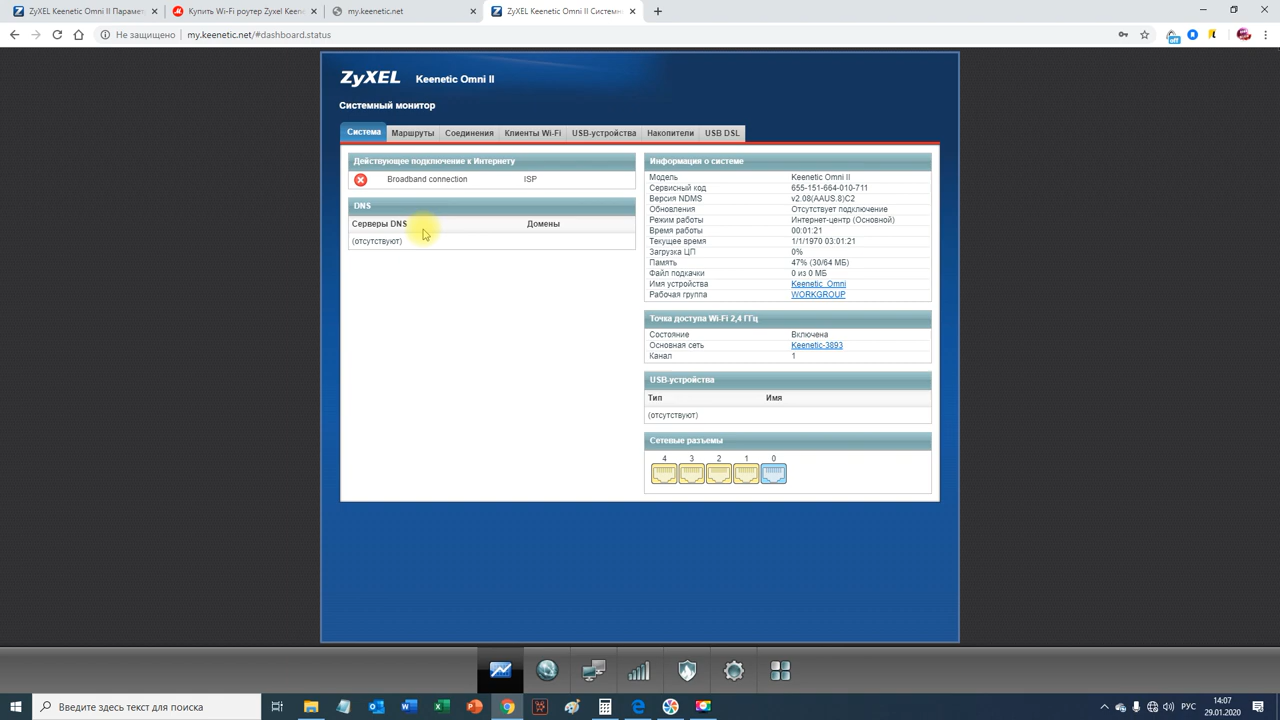 ZyXEL Keenetic Omni II Парамет
Купить Wi-Fi роутер Zyxel Keene
my.keenetic.net
ZyXEL Keenetic Omni II Системн
Не защищено
my.keenetic.net/#dashboard.status
off
ZyXEL Keenetic Omni II
Системный монитор
Система
Маршруты
Соединения
Клиенты Wi-Fi
USB-устройства
Накопители
USB DSL
Действующее подключение к Интернету
Broadband connection ISP
DNS
Серверы DNS Домены
(отсутствуют)
Информация о системе
Модель Keenetic Omni II
Сервисный код 655-151-664-010-711
Версия NDMS v2.08(AAUS.8)C2
Обновления Отсутствует подключение
Режим работы Интернет-центр (Основной)
Время работы 00:01:21
Текущее время 1/1/1970 03:01:21
Загрузка ЦП 0%
Память 47% (30/64 МБ)
Файл подкачки 0 из 0 МБ
Имя устройства Keenetic_Omni
Рабочая группа WORKGROUP
Точка доступа Wi-Fi 2,4 ГГц
Состояние Включена
Основная сеть Keenetic-3893
Канал 1
USB-устройства
Тип Имя
(отсутствуют)
Сетевые разъемы
4 3 2 1 0
Введите здесь текст для поиска
РУС
14:07
29.01.2020